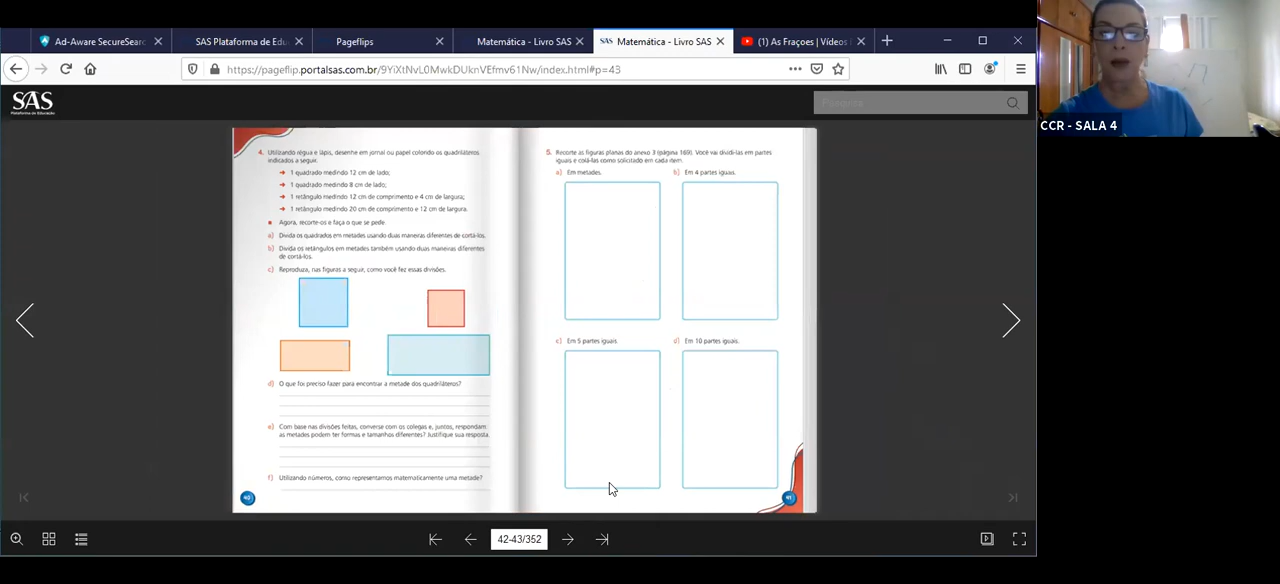 Ad-Aware SecureSearc
SAS Plataforma de Edu
Pageflips
Matemática - Livro SAS
SAS Matemática - Livro SAS
(1) As Fraçoes | Vídeos
https://pageflip.portalsas.com.br/9YiXtNvL0MwkDUknVEfmv61Nw/index.html#p=43
SAS
Plataforma de Educação
Pesquisa
CCR - SALA 4
4. Utilizando régua e lápis, desenhe em jornal ou papel colorido os quadriláteros
indicados a seguir.
➔ 1 quadrado medindo 12 cm de lado;
➔ 1 quadrado medindo 8 cm de lado;
➔ 1 retângulo medindo 12 cm de comprimento e 4 cm de largura;
➔ 1 retângulo medindo 20 cm de comprimento e 12 cm de largura.
Agora, recorte-os e faça o que se pede.
a) Divida os quadrados em metades usando duas maneiras diferentes de cortá-los.
b) Divida os retângulos em metades também usando duas maneiras diferentes
de cortá-los.
c) Reproduza, nas figuras a seguir, como você fez essas divisões.
d) O que foi preciso fazer para encontrar a metade dos quadriláteros?
e) Com base nas divisões feitas, converse com os colegas e, juntos, respondam:
as metades podem ter formas e tamanhos diferentes? Justifique sua resposta.
f) Utilizando números, como representamos matematicamente uma metade?
40
5. Recorte as figuras planas do anexo 3 (página 169). Você vai dividi-las em partes
iguais e colá-las como solicitado em cada item.
a) Em metades.
b) Em 4 partes iguais.
c) Em 5 partes iguais.
d) Em 10 partes iguais.
41
42-43/352